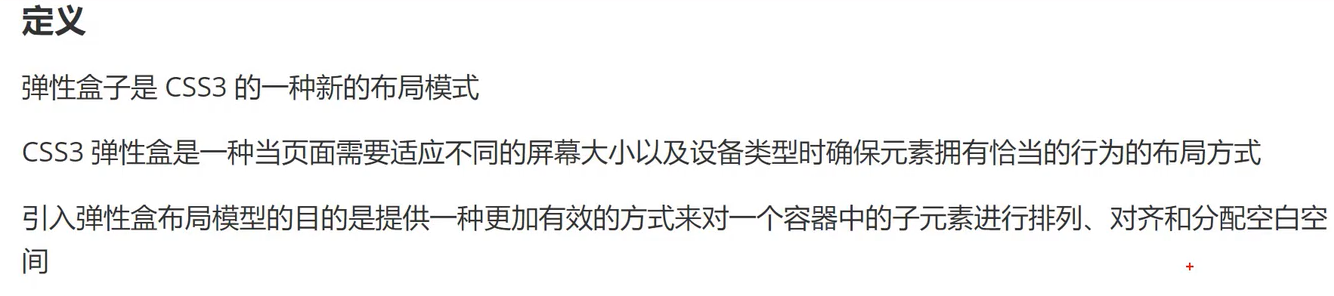 定义
弹性盒子是 CSS3 的一种新的布局模式
CSS3 弹性盒是一种当页面需要适应不同的屏幕大小以及设备类型时确保元素拥有恰当的行为的布局方式
引入弹性盒布局模型的目的是提供一种更加有效的方式来对一个容器中的子元素进行排列、对齐和分配空白空
间